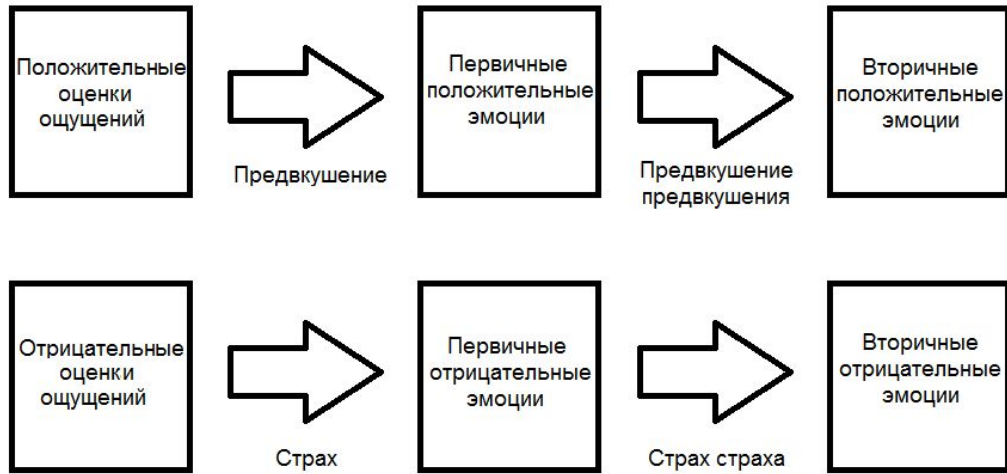 Положительные
оценки
ощущений
Предвкушение
Первичные
положительные
эмоции
Предвкушение
предвкушения
Вторичные
положительные
эмоции
Отрицательные
оценки
ощущений
Страх
Первичные
отрицательные
эмоции
Страх страха
Вторичные
отрицательные
эмоции